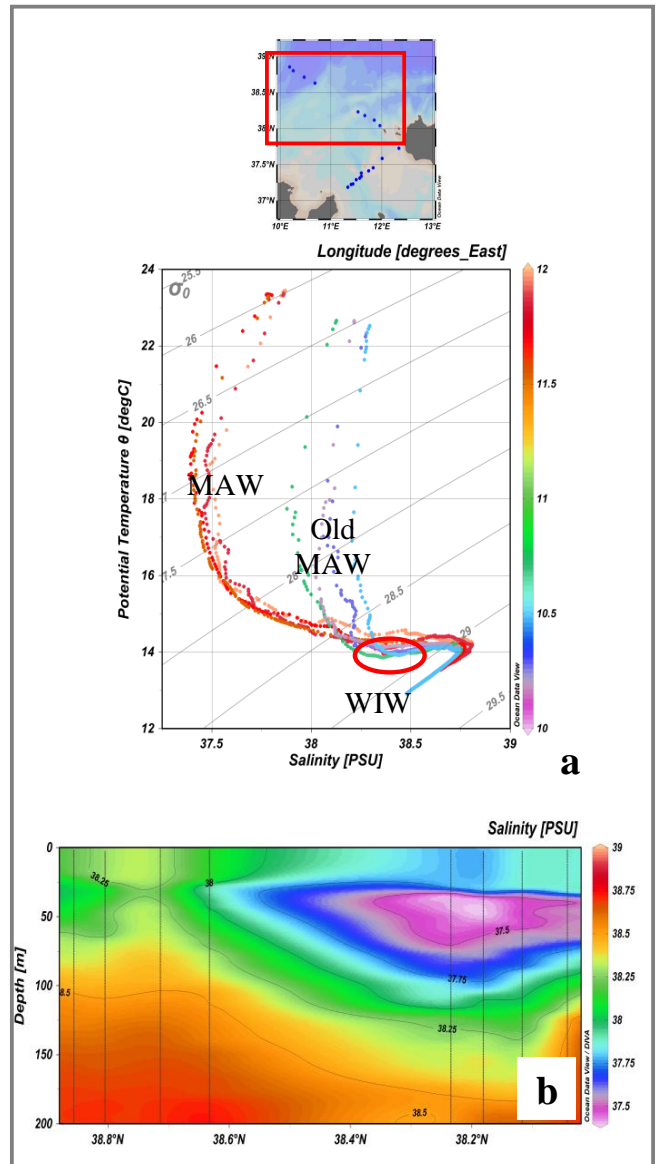 39°N
38.5°N
38°N
37.5°N
37°N
10°E 11°E 12°E 13°E
Ocean Data View
Longitude [degrees_East]
24
22
20
18
16
14
12
Potential Temperature θ [degC]
σ0
25.5
26
26.5
27.5
28
28.5
29
29.5
MAW
Old
MAW
WIW
37.5 38 38.5 39
Salinity [PSU]
12
11.5
11
10.5
10
Ocean Data View
a
Salinity [PSU]
0
50
100
150
200
Depth [m]
38.25
38
37.5
37.75
38.25
38.5
38.8°N 38.6°N 38.4°N 38.2°N
39
38.75
38.5
38.25
38
37.75
37.5
Ocean Data View / DIVA
b